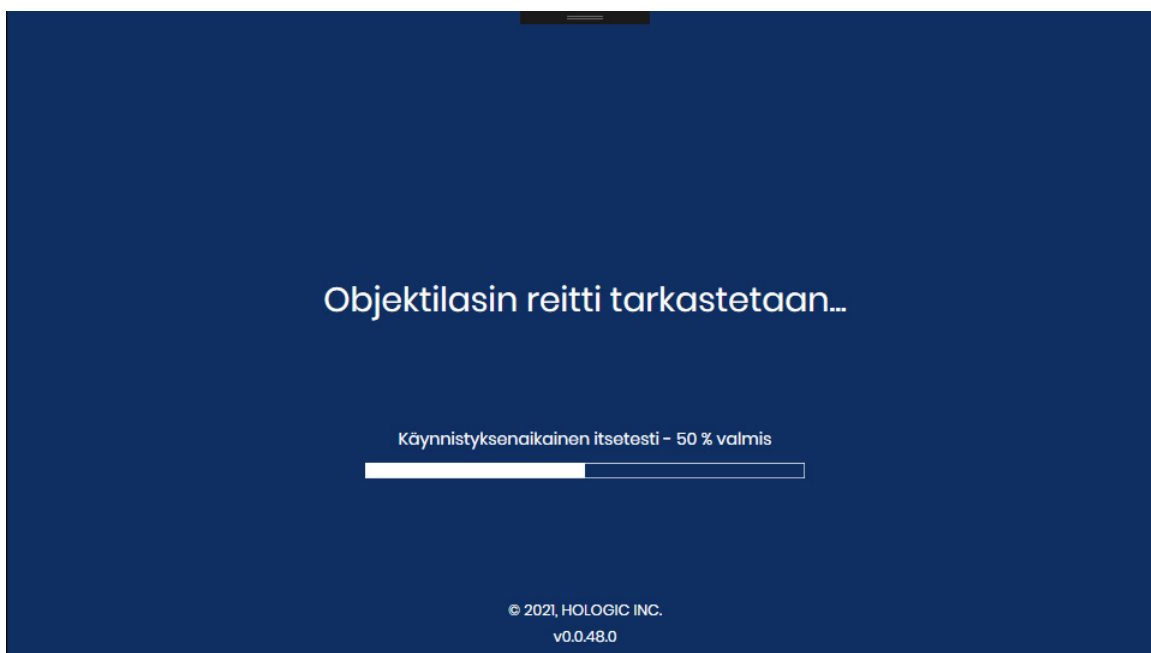 Objektilasin reitti tarkastetaan...
Käynnistyksenaikainen itsetesti - 50 % valmis
© 2021, HOLOGIC INC.
v0.0.48.0